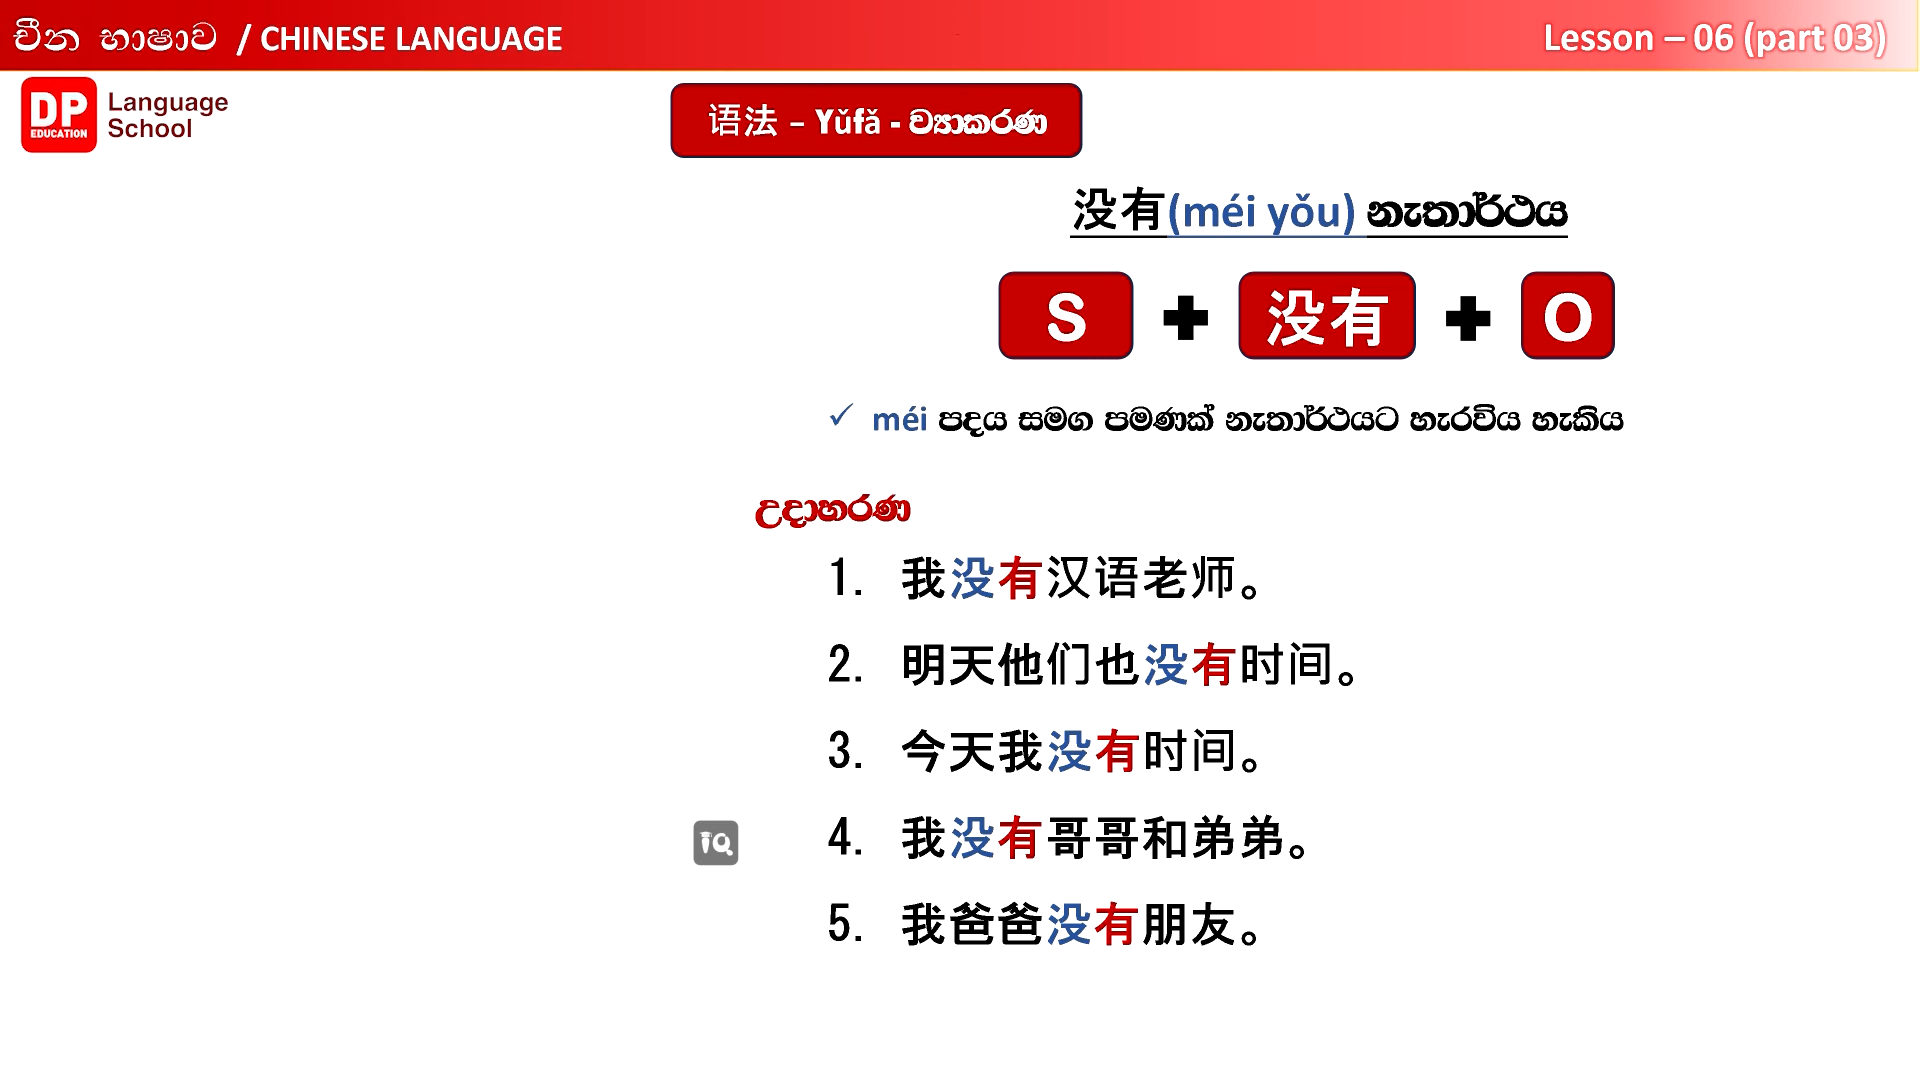 චීන භාෂාව / CHINESE LANGUAGE
Lesson – 06 (part 03)
DP
EDUCATION
Language
School
语法 – Yǔfǎ - ව්‍යාකරණ
没有(méi yǒu) නැතාර්ථය
S + 没有 + O
✓ méi පදය සමග පමණක් නැතාර්ථයට හැරවිය හැකිය
උදාහරණ
1. 我没有汉语老师。
2. 明天他们也没有时间。
3. 今天我没有时间。
4. 我没有哥哥和弟弟。
iQ
5. 我爸爸没有朋友。